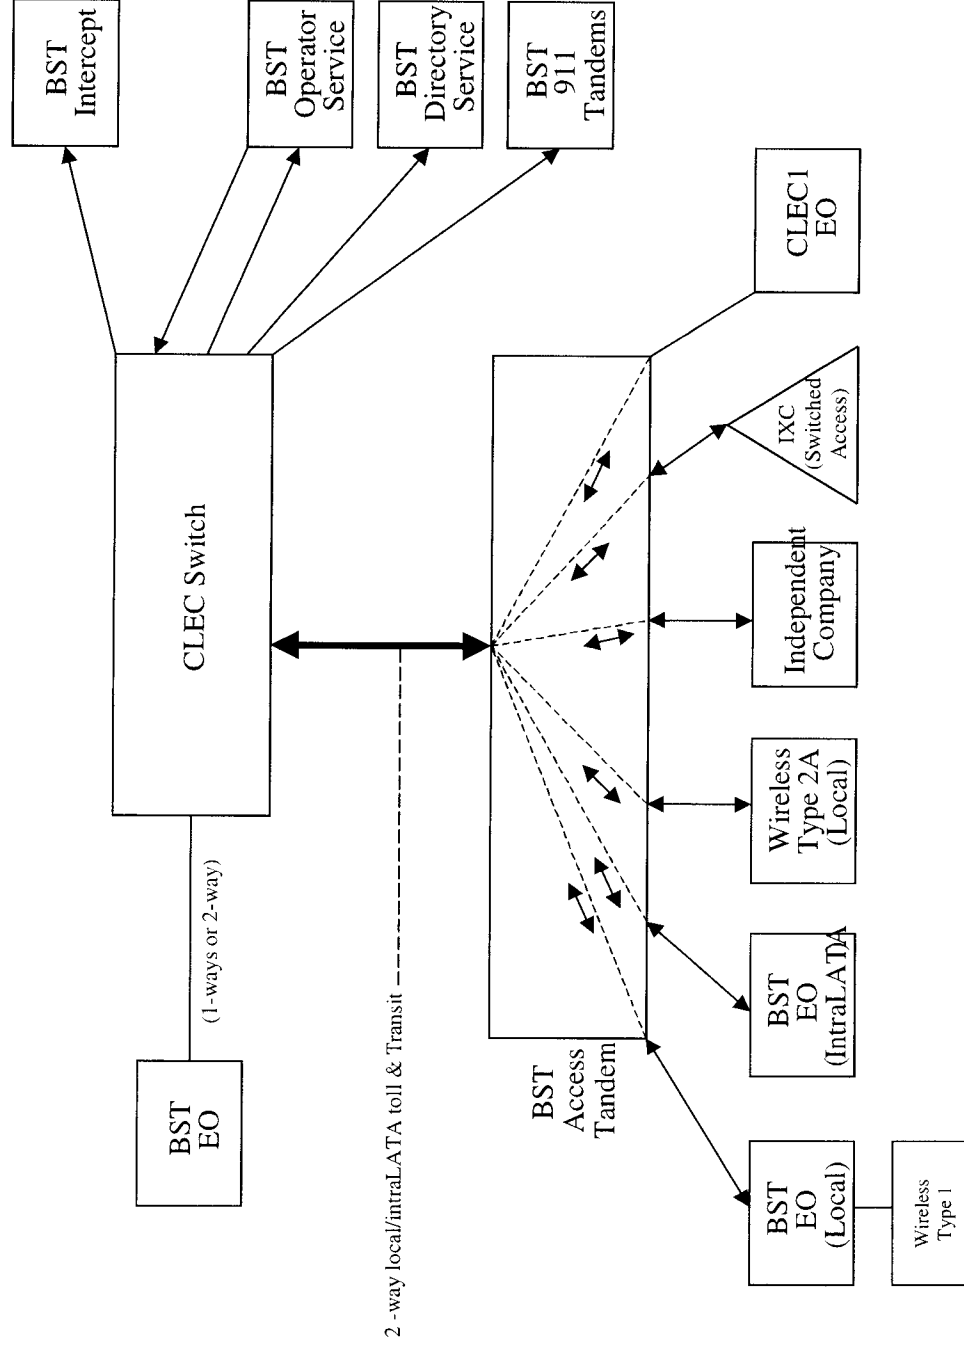 BST
Intercept
BST
Operator
Service
BST
Directory
Service
BST
911
Tandems
CLEC Switch
BST
EO
(1-ways or 2-way)
2 -way local/intraLATA toll & Transit
BST
Access
Tandem
BST
EO
(Local)
Wireless
Type 1
BST
EO
(IntraLATA
Wireless
Type 2A
(Local)
Independent
Company
IXC
(Switched
Access)
CLEC1
EO